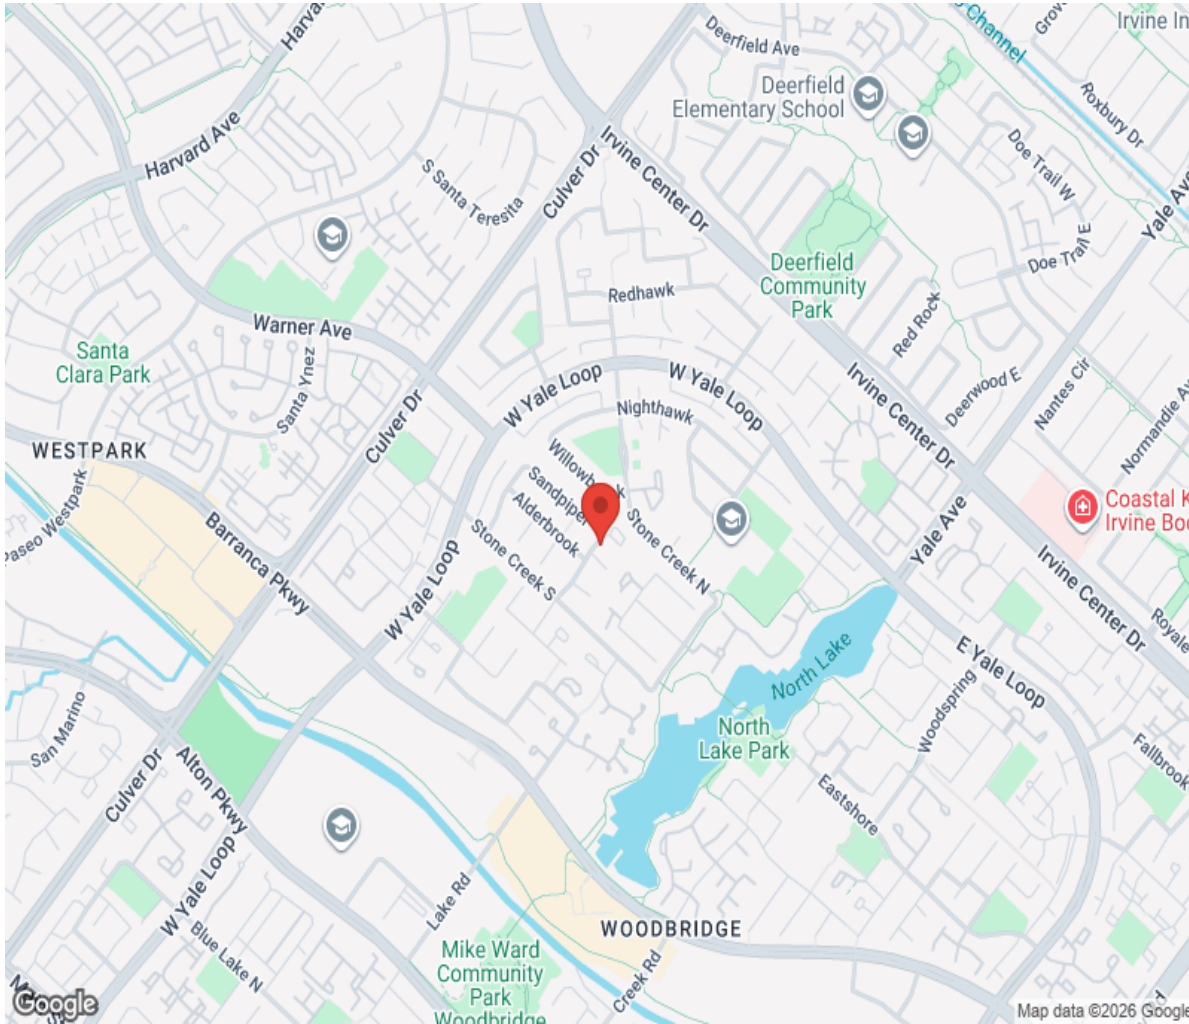 Harvard
Harvard Ave
Deerfield Ave
Deerfield
Elementary School
Channel
Grove
Irvine In
Roxbury Dr
Doe Trail W
Doe Trail E
Yale Ave
S Santa Teresita
Culver Dr
Irvine Center Dr
Deerfield
Community
Park
Redhawk
Red Rock
Deerwood E
Nantes Cir
Normandie Av
Warner Ave
Santa
Clara Park
Santa Ynez
W Yale Loop
W Yale Loop
Nighthawk
Irvine Center Dr
Culver Dr
WESTPARK
Sandpiper
Alderbrook
Stone Creek N
Stone Creek S
Paseo Westpark
Barranca Pkwy
W Yale Loop
Yale Ave
Coastal K
Irvine Bo
Irvine Center Dr
Royale
E Yale Loop
North Lake
North
Lake Park
Woodspring
Eastshore
Fallbrook
San Marino
Culver Dr
Alton Pkwy
W Yale Loop
Blue Lake N
Lake Rd
WOODBRIDGE
Creek Rd
Mike Ward
Community
Park
Woodbridge
Google
Map data ©2026 Google